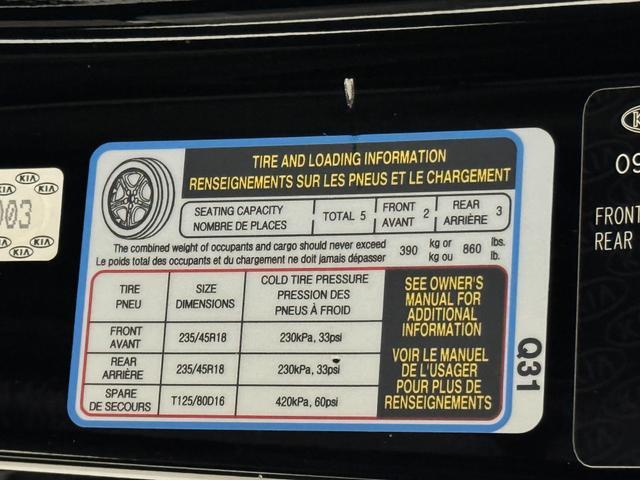 KIA
KIA
KIA
003
KIA
KIA
TIRE AND LOADING INFORMATION
RENSEIGNEMENTS SUR LES PNEUS ET LE CHARGEMENT
SEATING CAPACITY
NOMBRE DE PLACES
TOTAL 5
FRONT
AVANT 2
REAR
ARRIÈRE 3
The combined weight of occupants and cargo should never exceed 390 kg or 860 lbs.
Le poids total des occupants et du chargement ne doit jamais dépasser kg ou lb.
TIRE
PNEU
SIZE
DIMENSIONS
COLD TIRE PRESSURE
PRESSION DES
PNEUS À FROID
FRONT
AVANT
235/45R18
230kPa, 33psi
REAR
ARRIÈRE
235/45R18
230kPa, 33psi
SPARE
DE SECOURS
T125/80D16
420kPa, 60psi
SEE OWNER'S
MANUAL FOR
ADDITIONAL
INFORMATION
VOIR LE MANUEL
DE L'USAGER
POUR PLUS DE
RENSEIGNEMENTS
Q31
09
FRONT
REAR